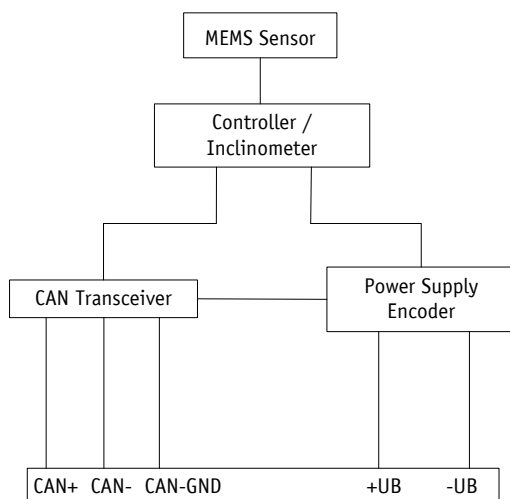 MEMS Sensor
Controller /
Inclinometer
CAN Transceiver
Power Supply
Encoder
CAN+ CAN- CAN-GND +UB -UB